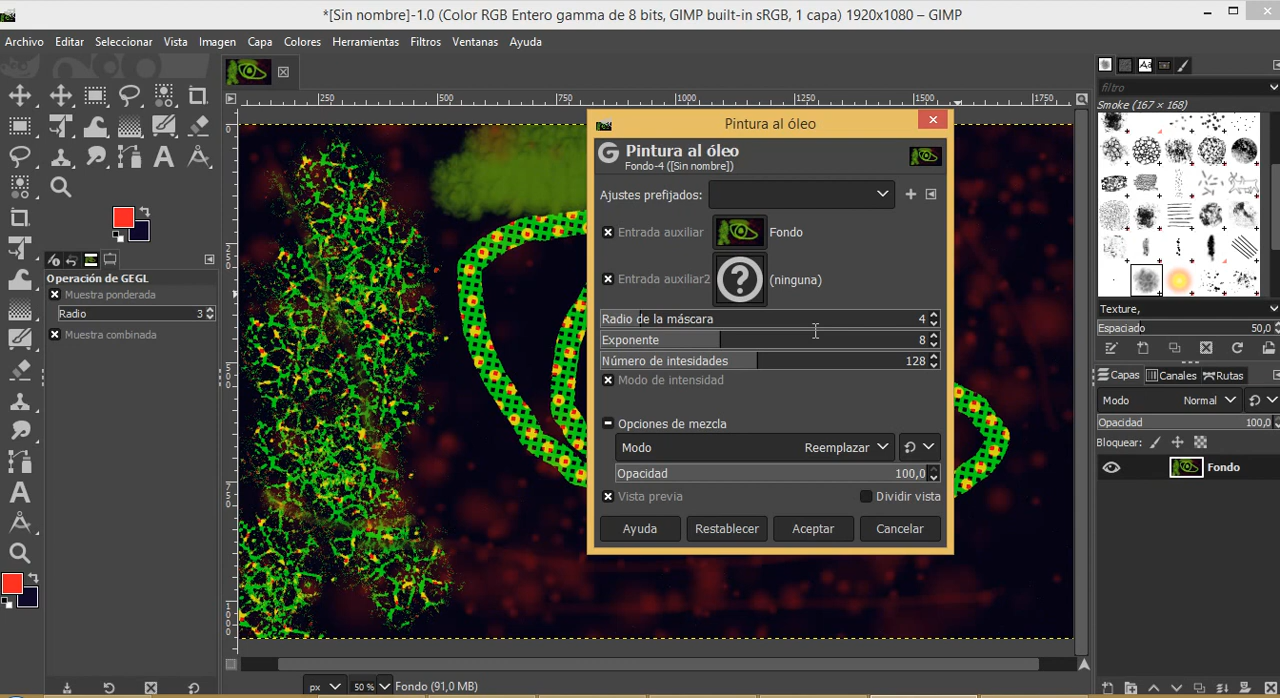 *[Sin nombre]-1.0 (Color RGB Entero gamma de 8 bits, GIMP built-in sRGB, 1 capa) 1920x1080 – GIMP
Archivo Editar Seleccionar Vista Imagen Capa Colores Herramientas Filtros Ventanas Ayuda
250 500 750 1000 1250 1500 1750
Operación de GEGL
Muestra ponderada
Radio 3
Muestra combinada
Pintura al óleo
Pintura al óleo
Fondo-4 ([Sin nombre])
Ajustes prefijados:
Entrada auxiliar Fondo
Entrada auxiliar2 (ninguna)
Radio de la máscara 4
Exponente 8
Número de intesidades 128
Modo de intensidad
Opciones de mezcla
Modo Reemplazar
Opacidad 100,0
Vista previa Dividir vista
Ayuda Restablecer Aceptar Cancelar
filtro
Smoke (167 × 168)
Texture,
Espaciado 50,0
Capas Canales Rutas
Modo Normal
Opacidad 100,0
Bloquear:
Fondo
px 50 % Fondo (91,0 MB)